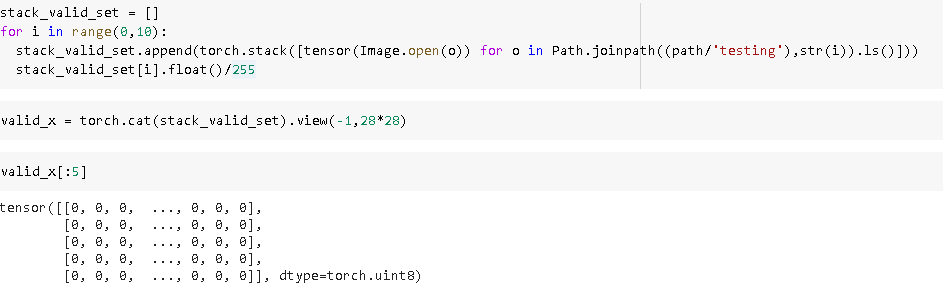 stack_valid_set = []
for i in range(0,10):
  stack_valid_set.append(torch.stack([tensor(Image.open(o)) for o in Path.joinpath((path/'testing'),str(i)).ls()]))
  stack_valid_set[i].float()/255
valid_x = torch.cat(stack_valid_set).view(-1,28*28)
valid_x[:5]
tensor([[0, 0, 0,  ..., 0, 0, 0],
        [0, 0, 0,  ..., 0, 0, 0],
        [0, 0, 0,  ..., 0, 0, 0],
        [0, 0, 0,  ..., 0, 0, 0],
        [0, 0, 0,  ..., 0, 0, 0]], dtype=torch.uint8)